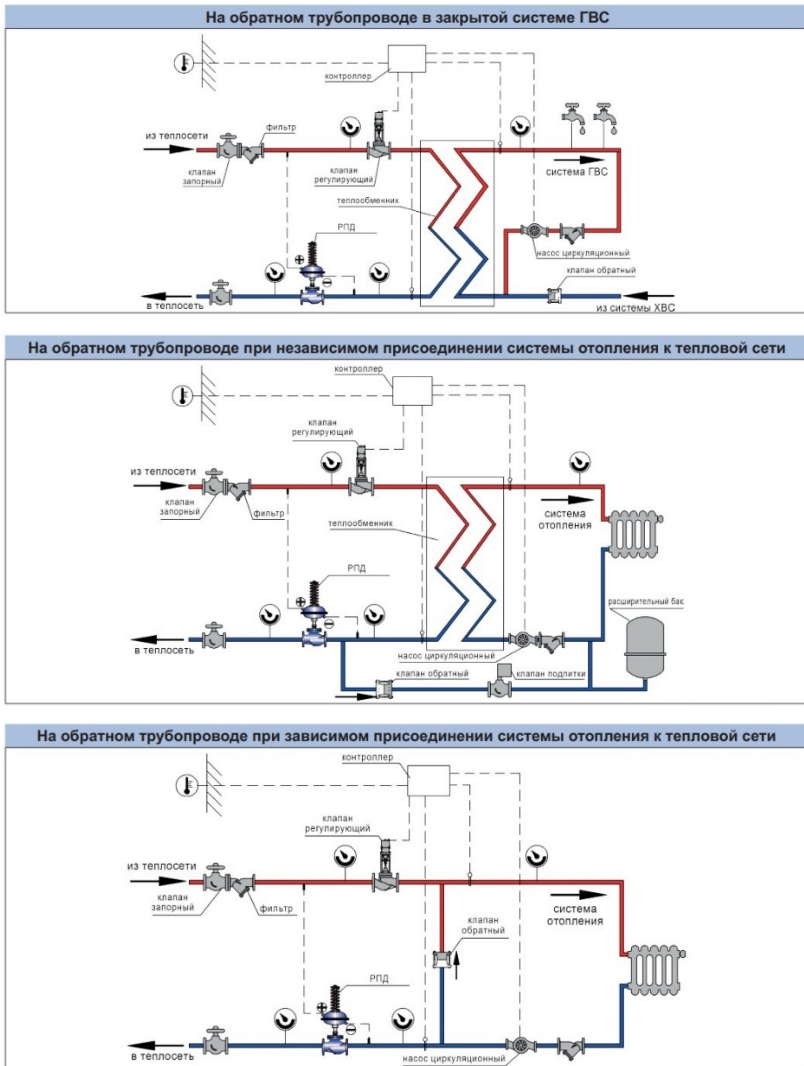 На обратном трубопроводе в закрытой системе ГВС
контроллер
фильтр
из теплосети
клапан
запорный
клапан
регулирующий
система ГВС
теплообменник
РПД
насос циркуляционный
клапан обратный
в теплосеть
из системы ХВС
На обратном трубопроводе при независимом присоединении системы отопления к тепловой сети
контроллер
клапан
регулирующий
из теплосети
клапан
запорный
фильтр
система
отопления
теплообменник
РПД
расширительный бак
в теплосеть
насос циркуляционный
клапан обратный
клапан подпитки
На обратном трубопроводе при зависимом присоединении системы отопления к тепловой сети
контроллер
клапан
регулирующий
из теплосети
клапан
запорный
фильтр
система
отопления
клапан
обратный
РПД
в теплосеть
насос циркуляционный